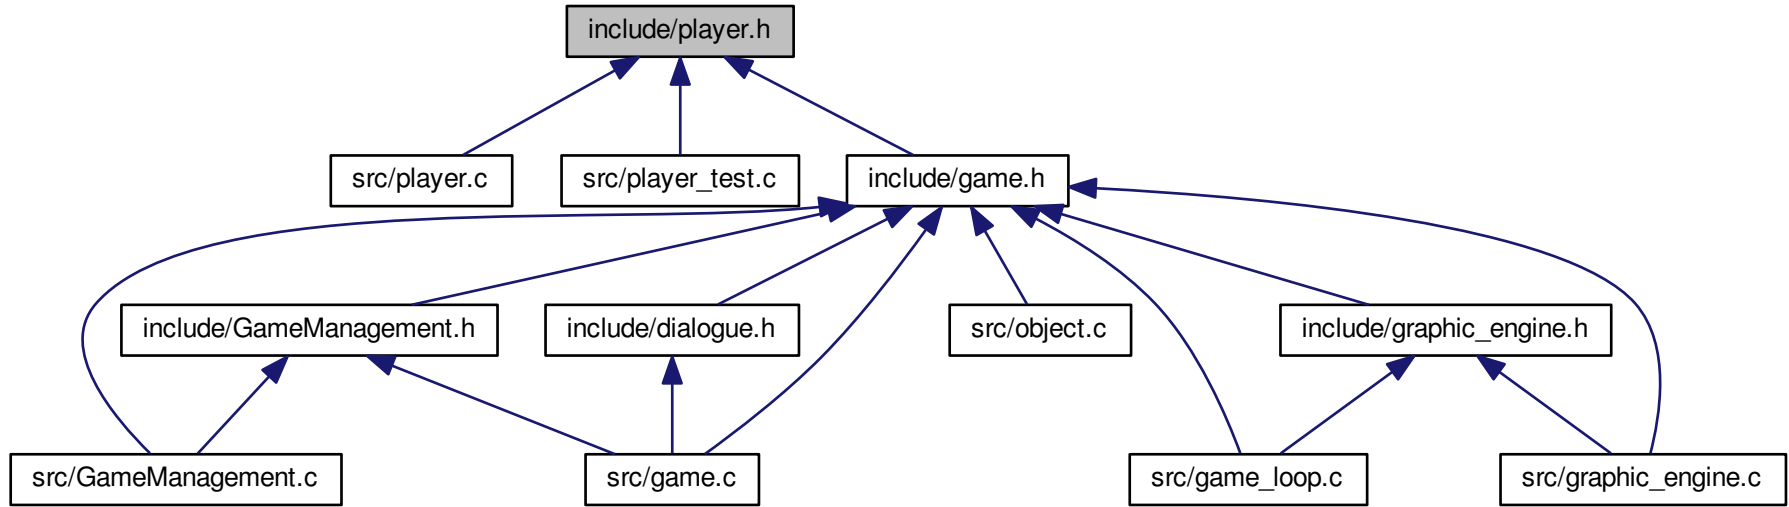 include/player.h
src/player.c
src/player_test.c
include/game.h
include/GameManagement.h
include/dialogue.h
src/object.c
include/graphic_engine.h
src/GameManagement.c
src/game.c
src/game_loop.c
src/graphic_engine.c